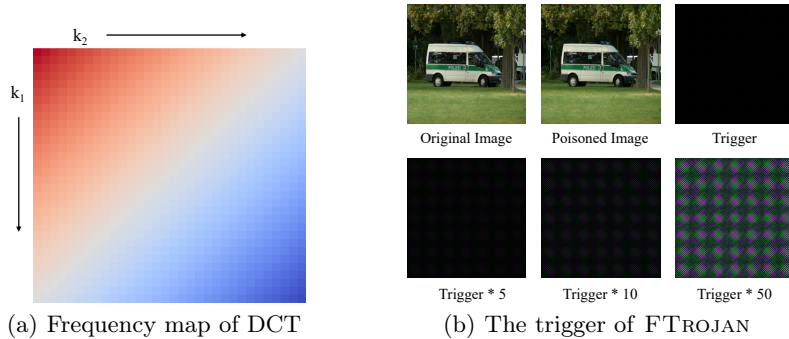 k2
k1
Original Image
Poisoned Image
Trigger
Trigger * 5
Trigger * 10
Trigger * 50
(a) Frequency map of DCT
(b) The trigger of FTROJAN